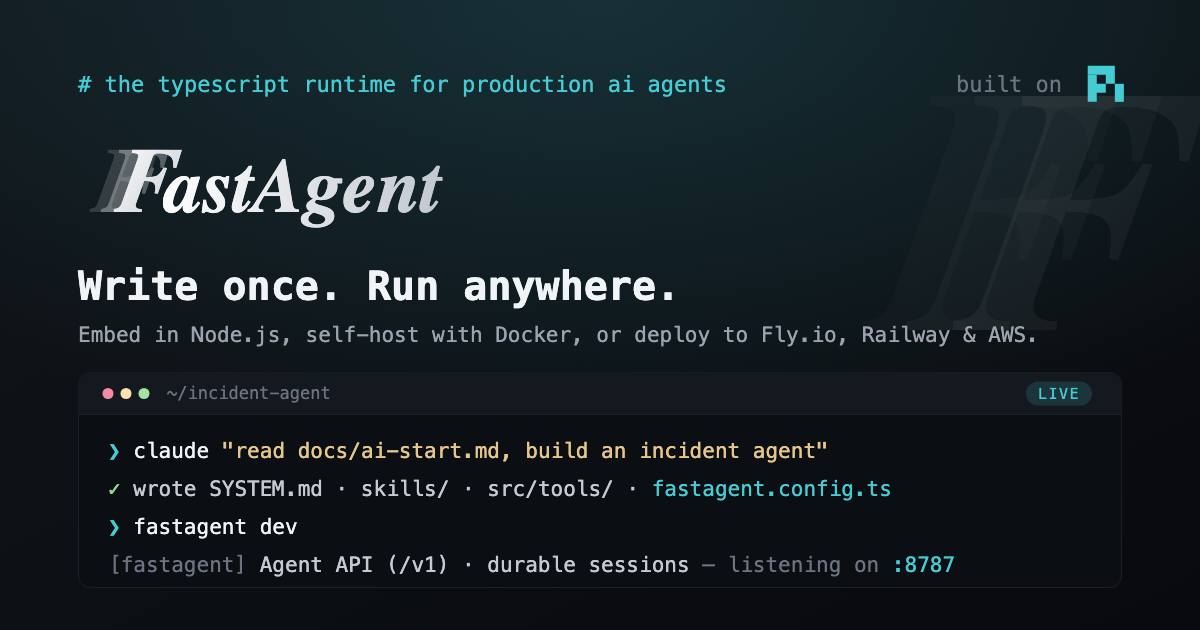 # the typescript runtime for production ai agents
built on
FastAgent
Write once. Run anywhere.
Embed in Node.js, self-host with Docker, or deploy to Fly.io, Railway & AWS.
~/incident-agent
LIVE
❯ claude "read docs/ai-start.md, build an incident agent"
✓ wrote SYSTEM.md · skills/ · src/tools/ · fastagent.config.ts
❯ fastagent dev
[fastagent] Agent API (/v1) · durable sessions — listening on :8787